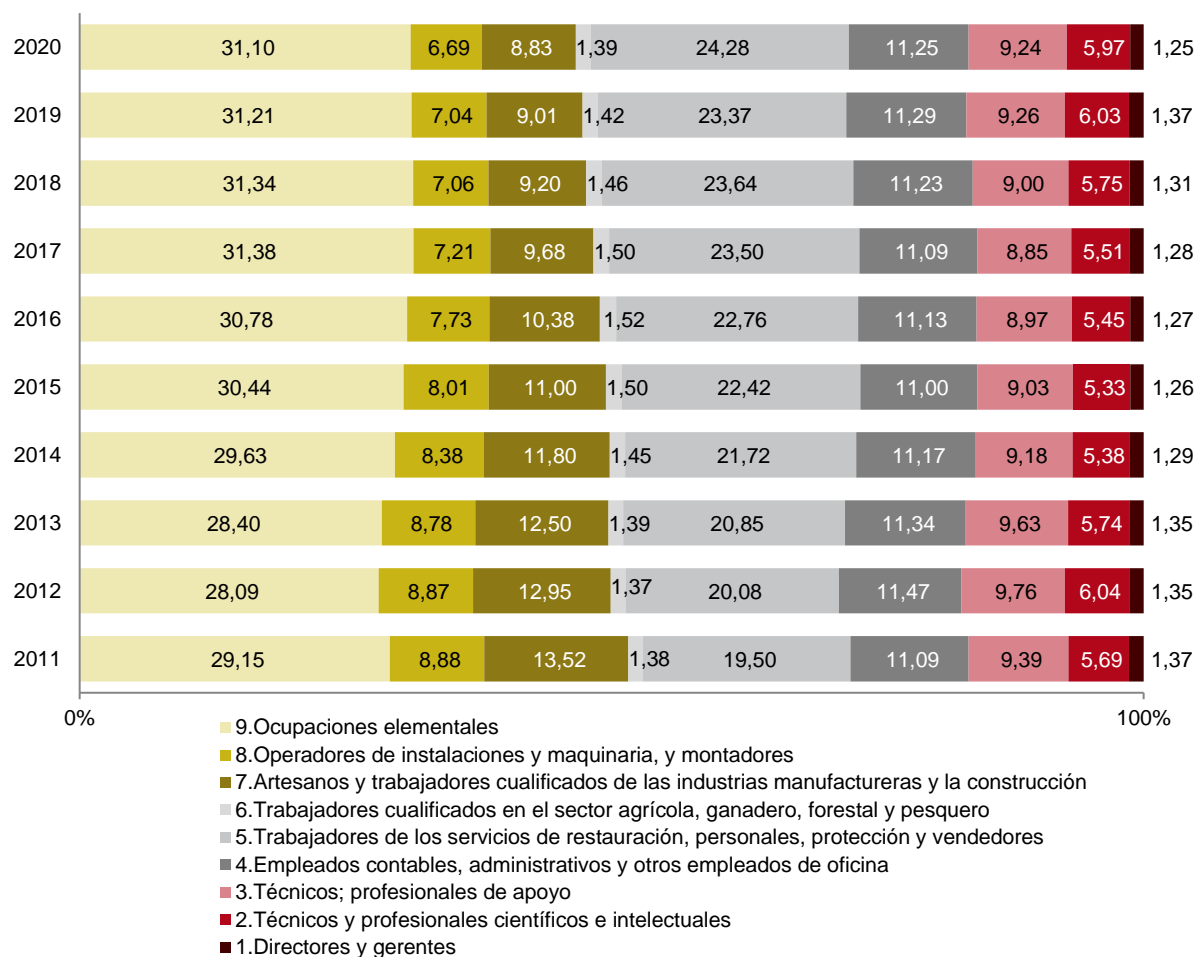 2020 31,10 6,69 8,83 1,39 24,28 11,25 9,24 5,97 1,25
2019 31,21 7,04 9,01 1,42 23,37 11,29 9,26 6,03 1,37
2018 31,34 7,06 9,20 1,46 23,64 11,23 9,00 5,75 1,31
2017 31,38 7,21 9,68 1,50 23,50 11,09 8,85 5,51 1,28
2016 30,78 7,73 10,38 1,52 22,76 11,13 8,97 5,45 1,27
2015 30,44 8,01 11,00 1,50 22,42 11,00 9,03 5,33 1,26
2014 29,63 8,38 11,80 1,45 21,72 11,17 9,18 5,38 1,29
2013 28,40 8,78 12,50 1,39 20,85 11,34 9,63 5,74 1,35
2012 28,09 8,87 12,95 1,37 20,08 11,47 9,76 6,04 1,35
2011 29,15 8,88 13,52 1,38 19,50 11,09 9,39 5,69 1,37
0% 100%
9.Ocupaciones elementales
8.Operadores de instalaciones y maquinaria, y montadores
7.Artesanos y trabajadores cualificados de las industrias manufactureras y la construcción
6.Trabajadores cualificados en el sector agrícola, ganadero, forestal y pesquero
5.Trabajadores de los servicios de restauración, personales, protección y vendedores
4.Empleados contables, administrativos y otros empleados de oficina
3.Técnicos; profesionales de apoyo
2.Técnicos y profesionales científicos e intelectuales
1.Directores y gerentes